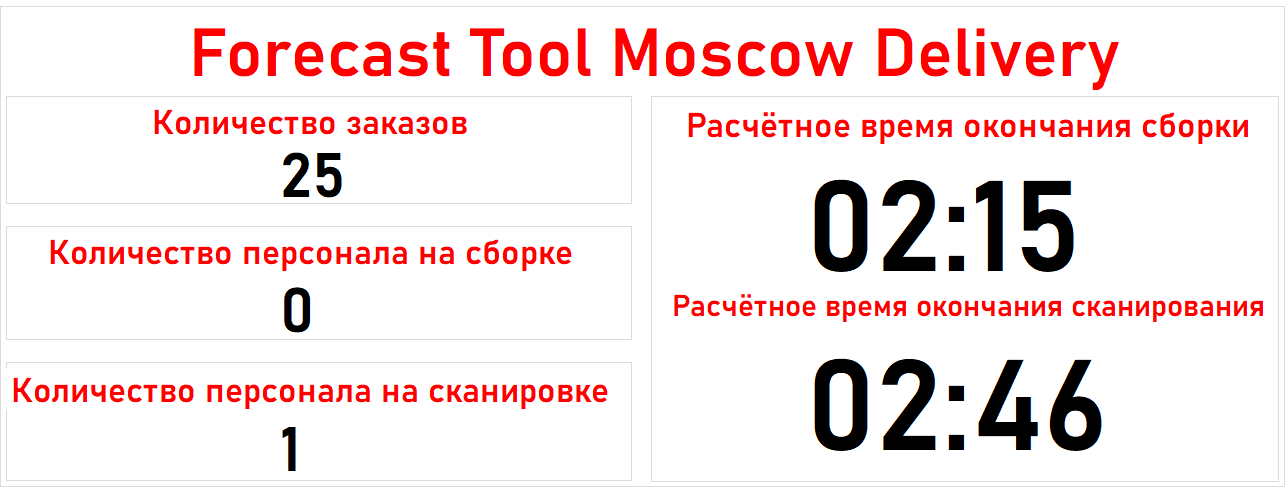 Forecast Tool Moscow Delivery
Количество заказов
25
Количество персонала на сборке
0
Количество персонала на сканировке
1
Расчётное время окончания сборки
02:15
Расчётное время окончания сканирования
02:46